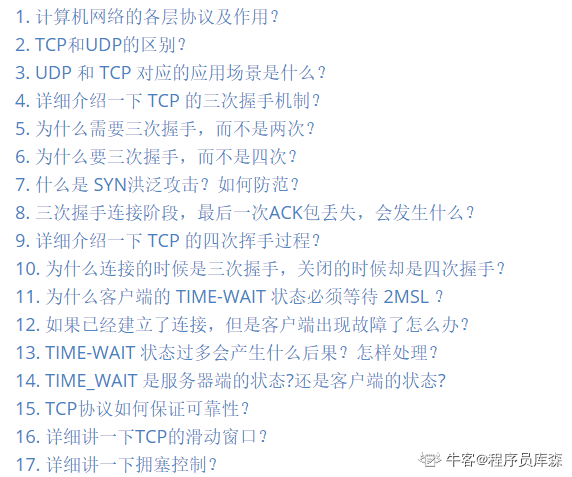 1. 计算机网络的各层协议及作用？
2. TCP和UDP的区别？
3. UDP 和 TCP 对应的应用场景是什么？
4. 详细介绍一下 TCP 的三次握手机制？
5. 为什么需要三次握手，而不是两次？
6. 为什么要三次握手，而不是四次？
7. 什么是 SYN洪泛攻击？如何防范？
8. 三次握手连接阶段，最后一次ACK包丢失，会发生什么？
9. 详细介绍一下 TCP 的四次挥手过程？
10. 为什么连接的时候是三次握手，关闭的时候却是四次握手？
11. 为什么客户端的 TIME-WAIT 状态必须等待 2MSL ？
12. 如果已经建立了连接，但是客户端出现故障了怎么办？
13. TIME-WAIT 状态过多会产生什么后果？怎样处理？
14. TIME_WAIT 是服务器端的状态?还是客户端的状态?
15. TCP协议如何保证可靠性？
16. 详细讲一下TCP的滑动窗口？
17. 详细讲一下拥塞控制？
牛客@程序员库森